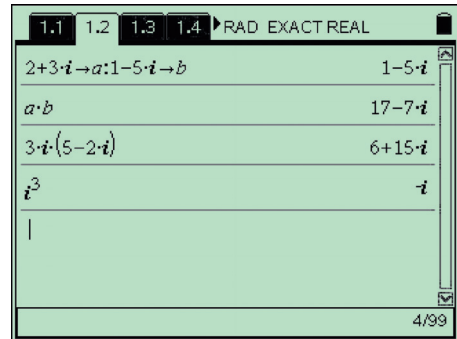 1.1 1.2 1.3 1.4 RAD EXACT REAL
2+3·i→a:1−5·i→b 1−5·i
a·b 17−7·i
3·i·(5−2·i) 6+15·i
i³ -i
4/99